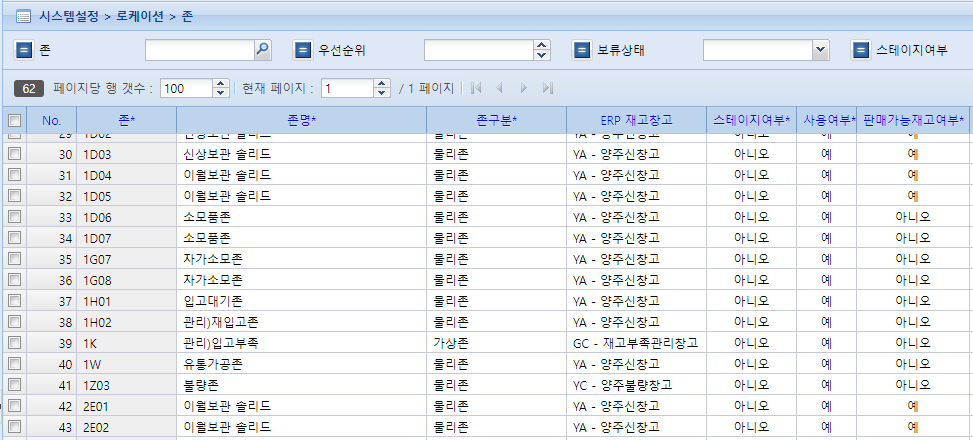 시스템설정 > 로케이션 > 존
존 우선순위 보류상태 스테이지여부
62 페이지당 행 갯수 : 100 현재 페이지 : 1 / 1 페이지
No. 존* 존명* 존구분* ERP 재고창고 스테이지여부* 사용여부* 판매가능재고여부*
29 1D02 신상보관 솔리드 물리존 YA - 양주신창고 아니오 예 예
30 1D03 신상보관 솔리드 물리존 YA - 양주신창고 아니오 예 예
31 1D04 이월보관 솔리드 물리존 YA - 양주신창고 아니오 예 예
32 1D05 이월보관 솔리드 물리존 YA - 양주신창고 아니오 예 예
33 1D06 소모품존 물리존 YA - 양주신창고 아니오 예 아니오
34 1D07 소모품존 물리존 YA - 양주신창고 아니오 예 아니오
35 1G07 자가소모존 물리존 YA - 양주신창고 아니오 예 아니오
36 1G08 자가소모존 물리존 YA - 양주신창고 아니오 예 아니오
37 1H01 입고대기존 물리존 YA - 양주신창고 아니오 예 아니오
38 1H02 관리)재입고존 물리존 YA - 양주신창고 아니오 예 아니오
39 1K 관리)입고부족 가상존 GC - 재고부족관리창고 아니오 예 아니오
40 1W 유통가공존 물리존 YA - 양주신창고 아니오 예 아니오
41 1Z03 불량존 물리존 YC - 양주불량창고 아니오 예 아니오
42 2E01 이월보관 솔리드 물리존 YA - 양주신창고 아니오 예 예
43 2E02 이월보관 솔리드 물리존 YA - 양주신창고 아니오 예 예